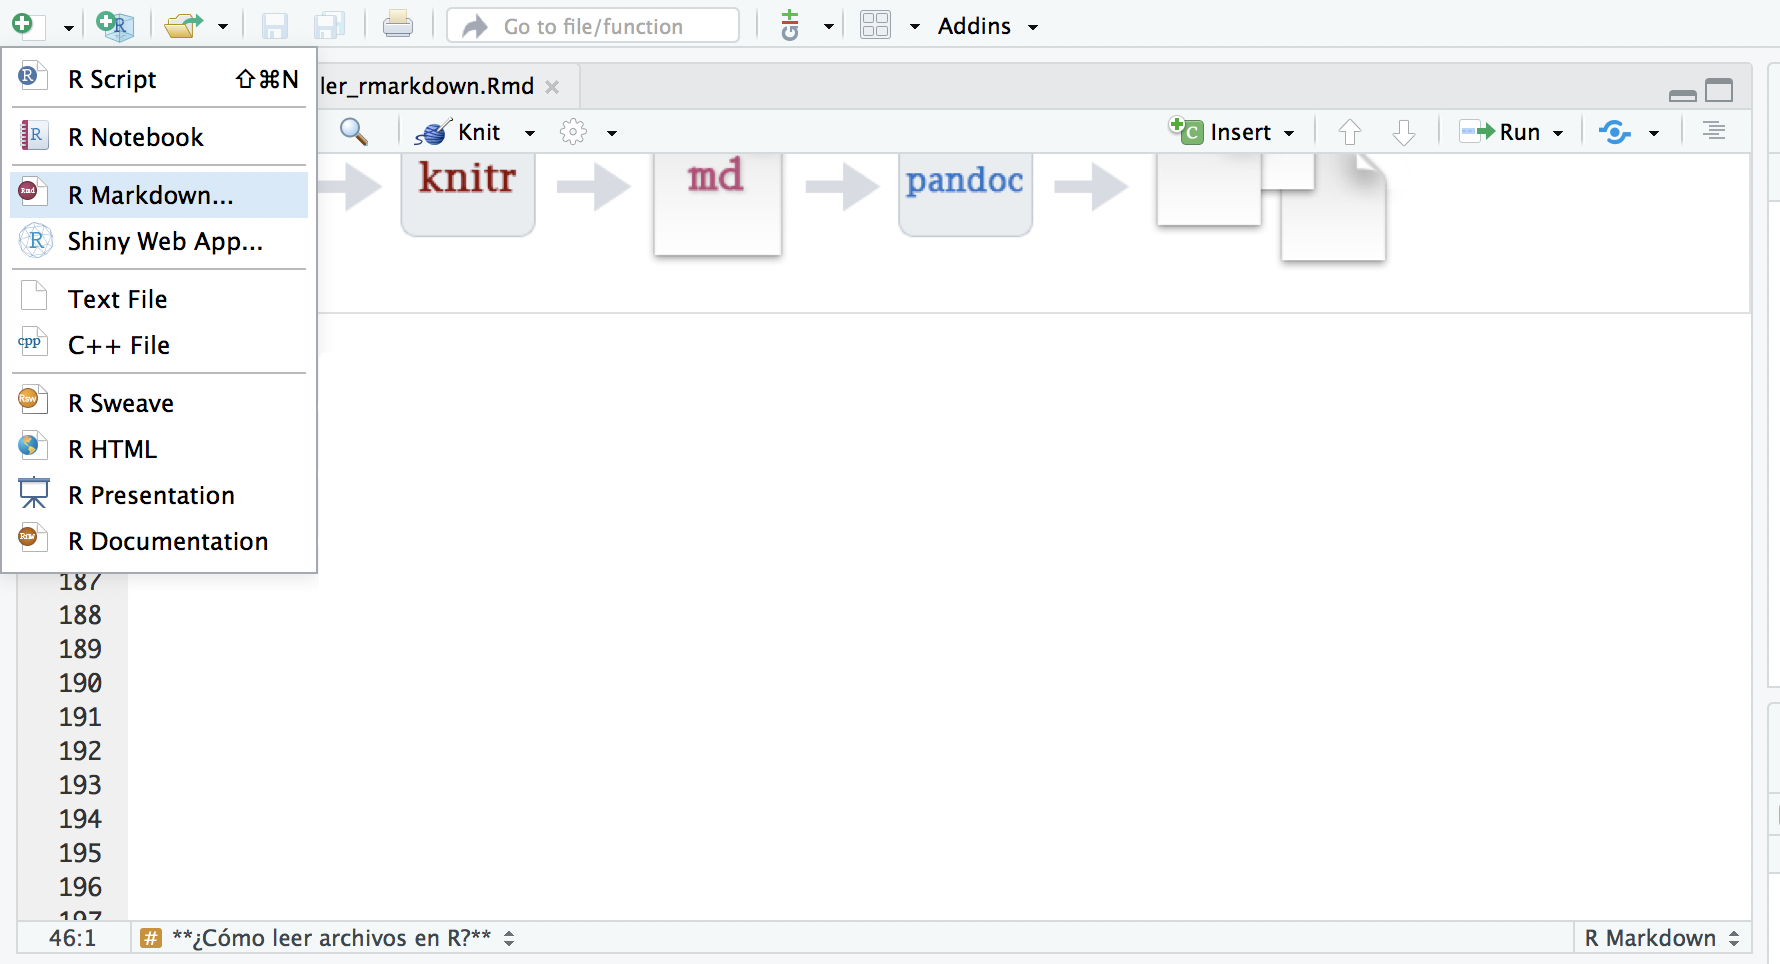 Go to file/function
Addins
R Script ⇧⌘N
R Notebook
R Markdown...
Shiny Web App...
Text File
C++ File
R Sweave
R HTML
R Presentation
R Documentation
ler_rmarkdown.Rmd
Knit
Insert
Run
knitr
md
pandoc
187
188
189
190
191
192
193
194
195
196
197
46:1
# **¿Cómo leer archivos en R?**
R Markdown